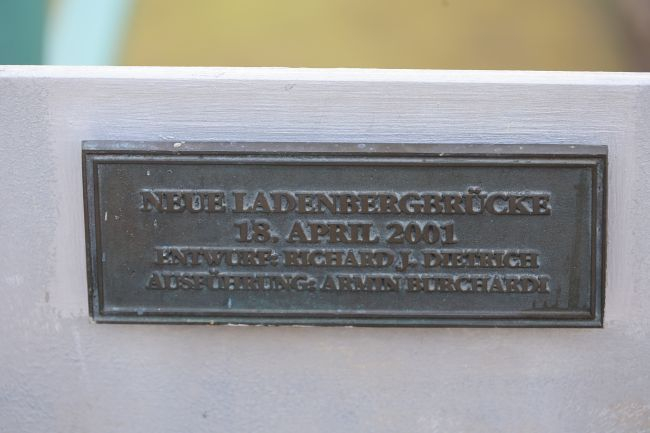 NEUE LADENBERGBRÜCKE
18. APRIL 2001
ENTWURF: RICHARD J. DIETRICH
AUSFÜHRUNG: ARMIN BURCHARDI